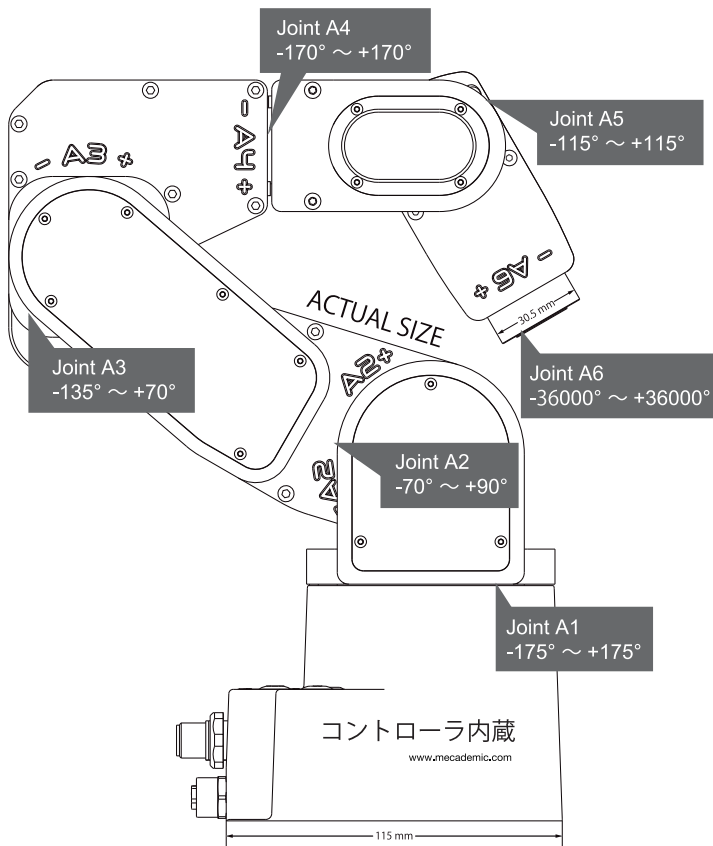 Joint A4
-170° ～ +170°
Joint A5
-115° ～ +115°
- A3 +
- A4 +
- A6 +
30.5 mm
ACTUAL SIZE
Joint A3
-135° ～ +70°
A2+
Joint A6
-36000° ～ +36000°
Joint A2
-70° ～ +90°
-A2
Joint A1
-175° ～ +175°
コントローラ内蔵
www.mecademic.com
115 mm